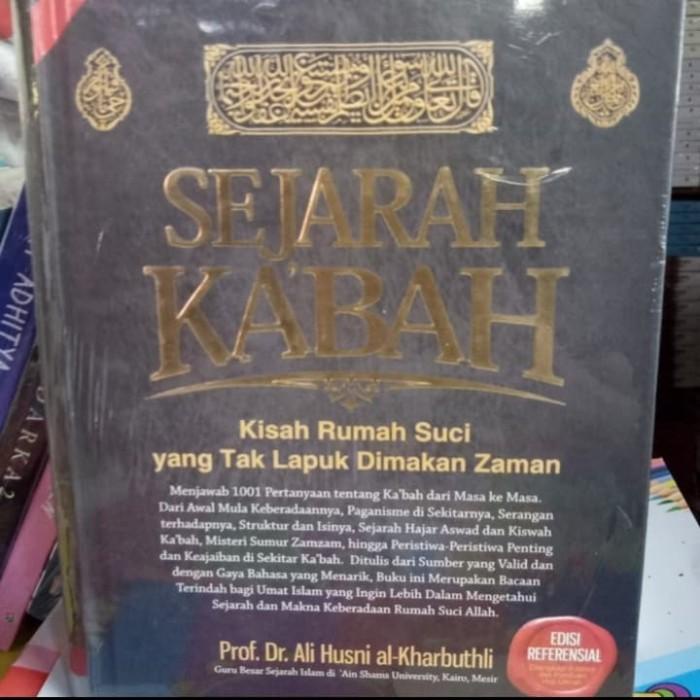 SEJARAH
KA'BAH
Kisah Rumah Suci
yang Tak Lapuk Dimakan Zaman
Menjawab 1001 Pertanyaan tentang Ka'bah dari Masa ke Masa.
Dari Awal Mula Keberadaannya, Paganisme di Sekitarnya, Serangan
terhadapnya, Struktur dan Isinya, Sejarah Hajar Aswad dan Kiswah
Ka'bah, Misteri Sumur Zamzam, hingga Peristiwa-Peristiwa Penting
dan Keajaiban di Sekitar Ka'bah. Ditulis dari Sumber yang Valid dan
dengan Gaya Bahasa yang Menarik, Buku ini Merupakan Bacaan
Terindah bagi Umat Islam yang Ingin Lebih Dalam Mengetahui
Sejarah dan Makna Keberadaan Rumah Suci Allah.
Prof. Dr. Ali Husni al-Kharbuthli
Guru Besar Sejarah Islam di 'Ain Shams University, Kairo, Mesir
EDISI
REFERENSIAL
ADHITYA